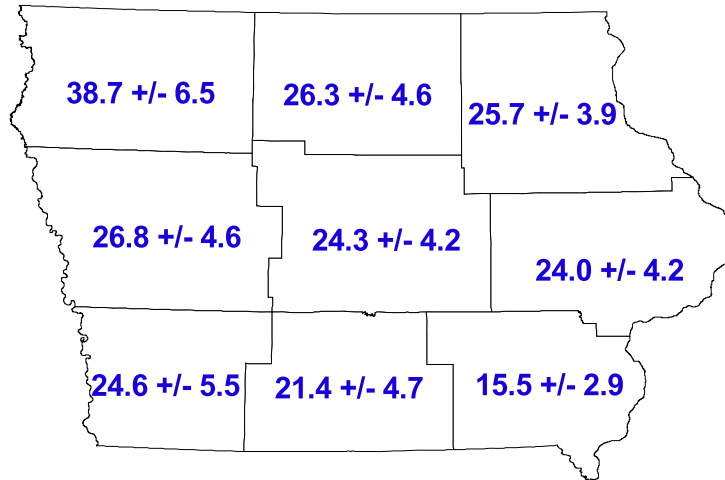 38.7 +/- 6.5
26.3 +/- 4.6
25.7 +/- 3.9
26.8 +/- 4.6
24.3 +/- 4.2
24.0 +/- 4.2
24.6 +/- 5.5
21.4 +/- 4.7
15.5 +/- 2.9